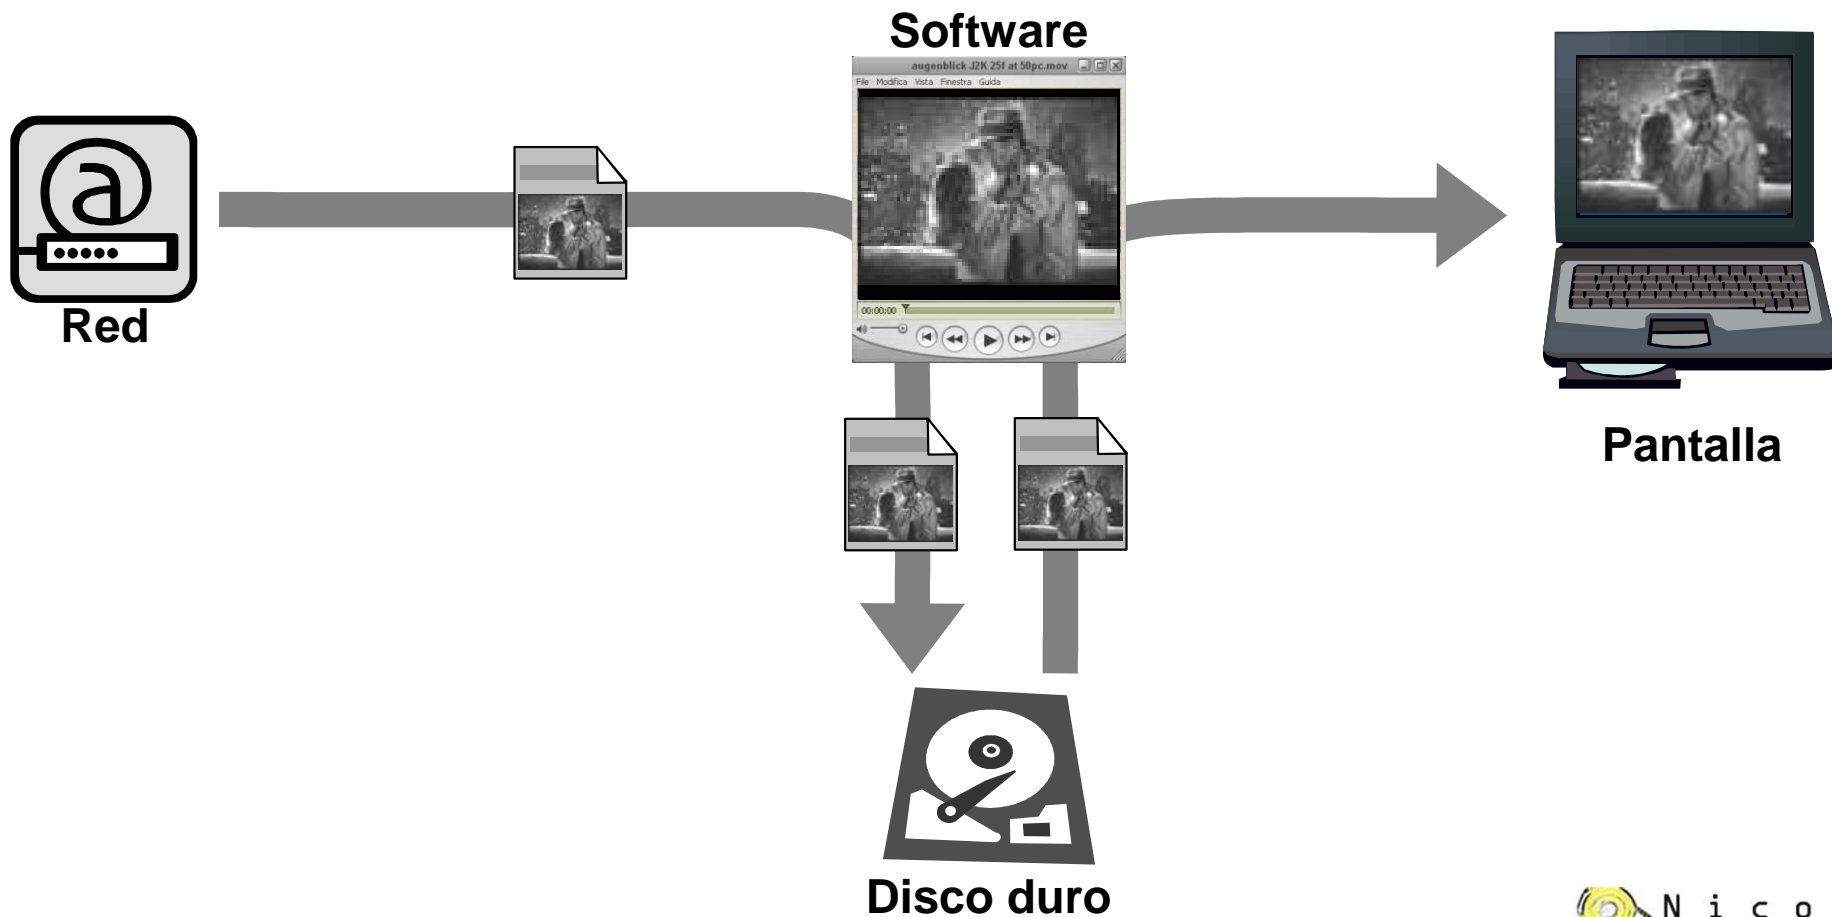 Software
augenblick J2K 25f at 50pc.mov
File Modifica Vista Finestra Guida
@
Red
00:00:00
Pantalla
Disco duro
Nico